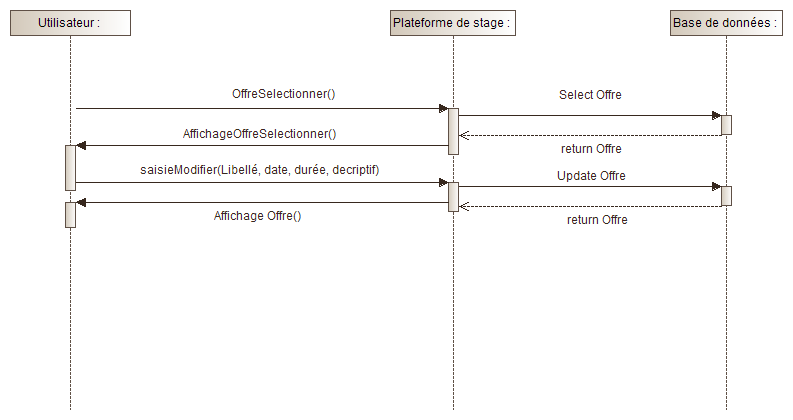 Utilisateur :
Plateforme de stage :
Base de données :
OffreSelectionner()
Select Offre
AffichageOffreSelectionner()
return Offre
saisieModifier(Libellé, date, durée, decriptif)
Update Offre
Affichage Offre()
return Offre